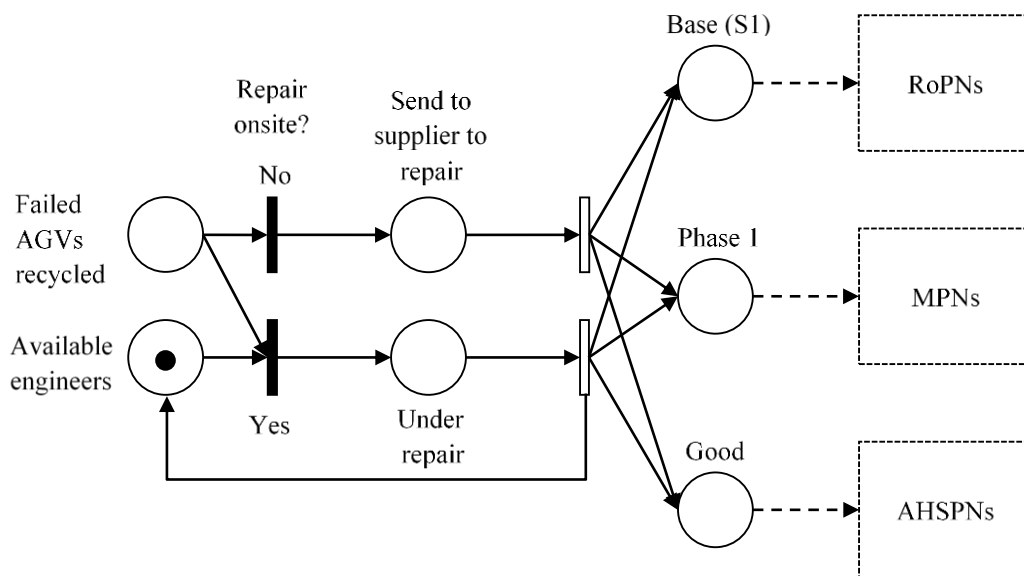 Base (S1)
RoPNs
Repair
onsite?
No
Send to
supplier to
repair
Failed
AGVs
recycled
Phase 1
MPNs
Available
engineers
Yes
Under
repair
Good
AHSPNs